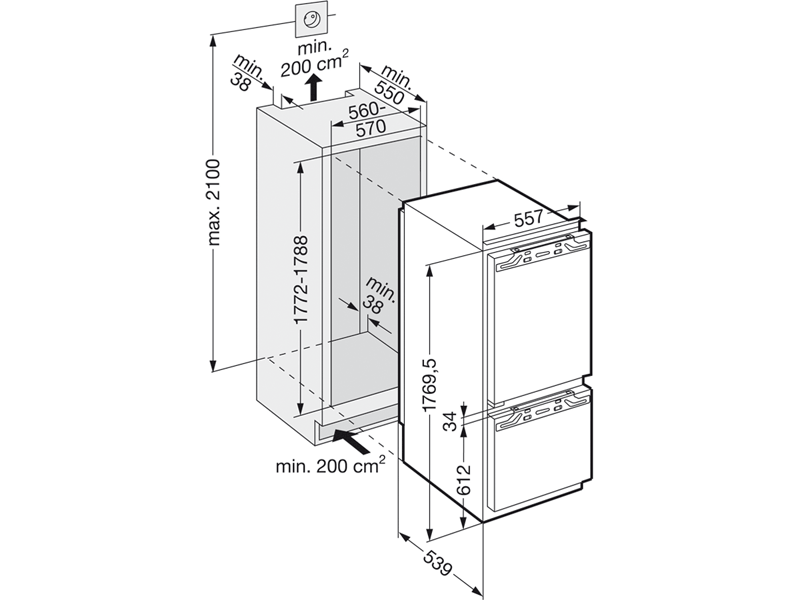 min.
200 cm²
min.
38
min.
550
560-
570
max. 2100
557
1772-1788
min.
38
1769,5
34
612
min. 200 cm²
539